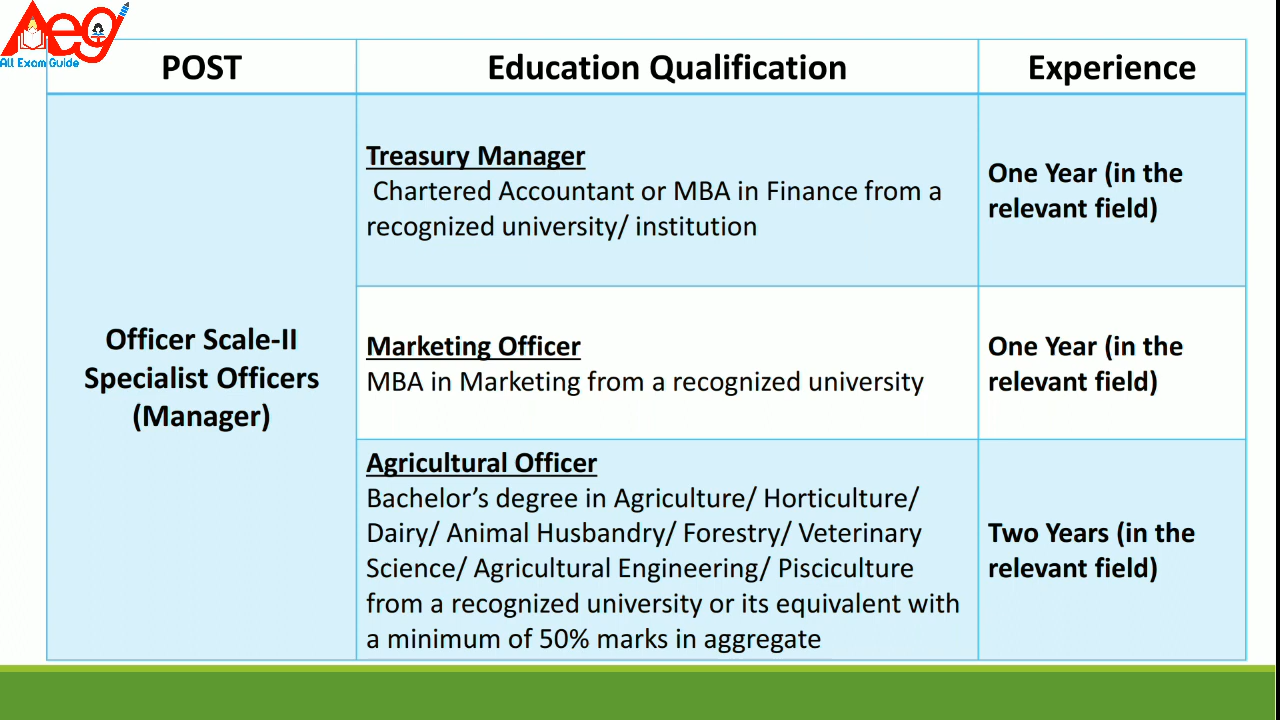 Aeg
All Exam Guide
POST
Education Qualification
Experience
Officer Scale-II
Specialist Officers
(Manager)
Treasury Manager
Chartered Accountant or MBA in Finance from a
recognized university/ institution
One Year (in the
relevant field)
Marketing Officer
MBA in Marketing from a recognized university
One Year (in the
relevant field)
Agricultural Officer
Bachelor’s degree in Agriculture/ Horticulture/
Dairy/ Animal Husbandry/ Forestry/ Veterinary
Science/ Agricultural Engineering/ Pisciculture
from a recognized university or its equivalent with
a minimum of 50% marks in aggregate
Two Years (in the
relevant field)